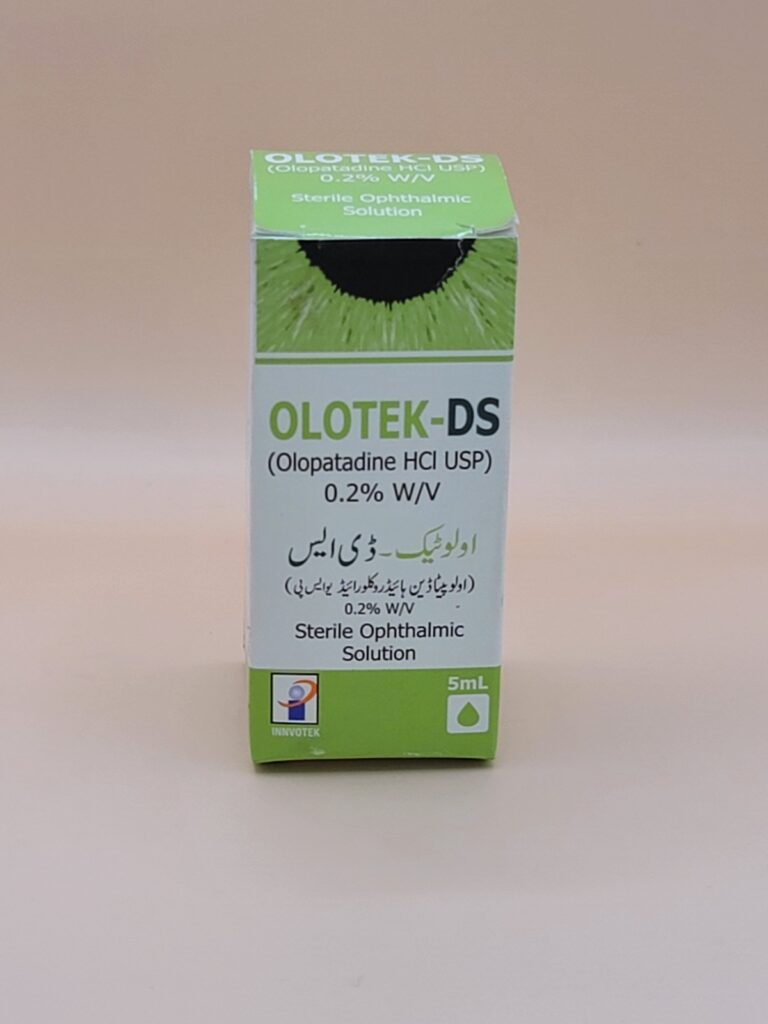 OLOTEK-DS
(Olopatadine HCl USP)
0.2% W/V
Sterile Ophthalmic
Solution
OLOTEK-DS
(Olopatadine HCl USP)
0.2% W/V
اولوٹیک - ڈی ایس
(اولوپیٹاڈین ہائیڈروکلورائیڈ یو ایس پی)
0.2% W/V
Sterile Ophthalmic
Solution
5mL
INNVOTEK